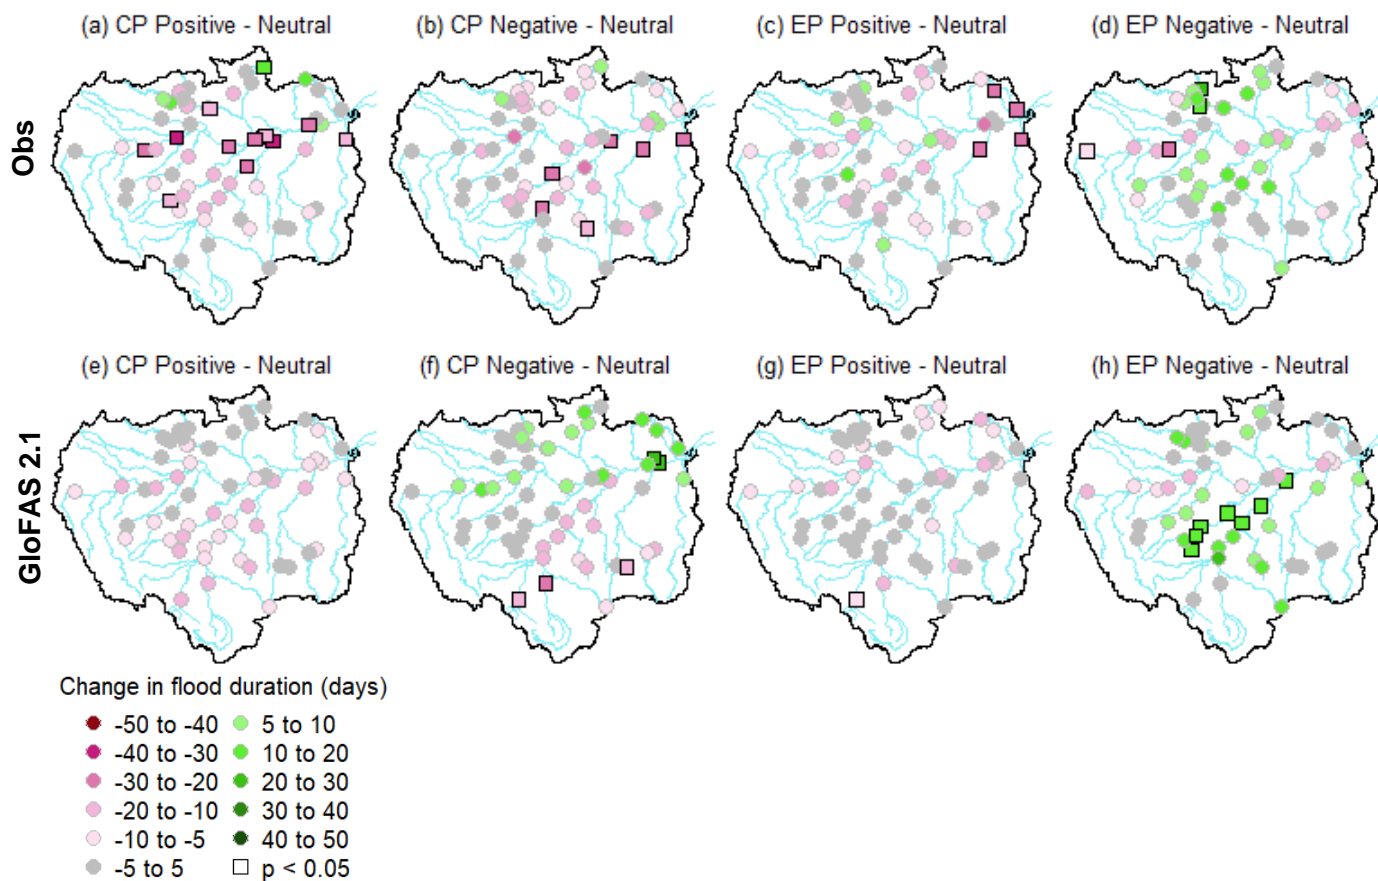 (a) CP Positive - Neutral
(b) CP Negative - Neutral
(c) EP Positive - Neutral
(d) EP Negative - Neutral
Obs
(e) CP Positive - Neutral
(f) CP Negative - Neutral
(g) EP Positive - Neutral
(h) EP Negative - Neutral
GloFAS 2.1
Change in flood duration (days)
-50 to -40
-40 to -30
-30 to -20
-20 to -10
-10 to -5
-5 to 5
5 to 10
10 to 20
20 to 30
30 to 40
40 to 50
p < 0.05